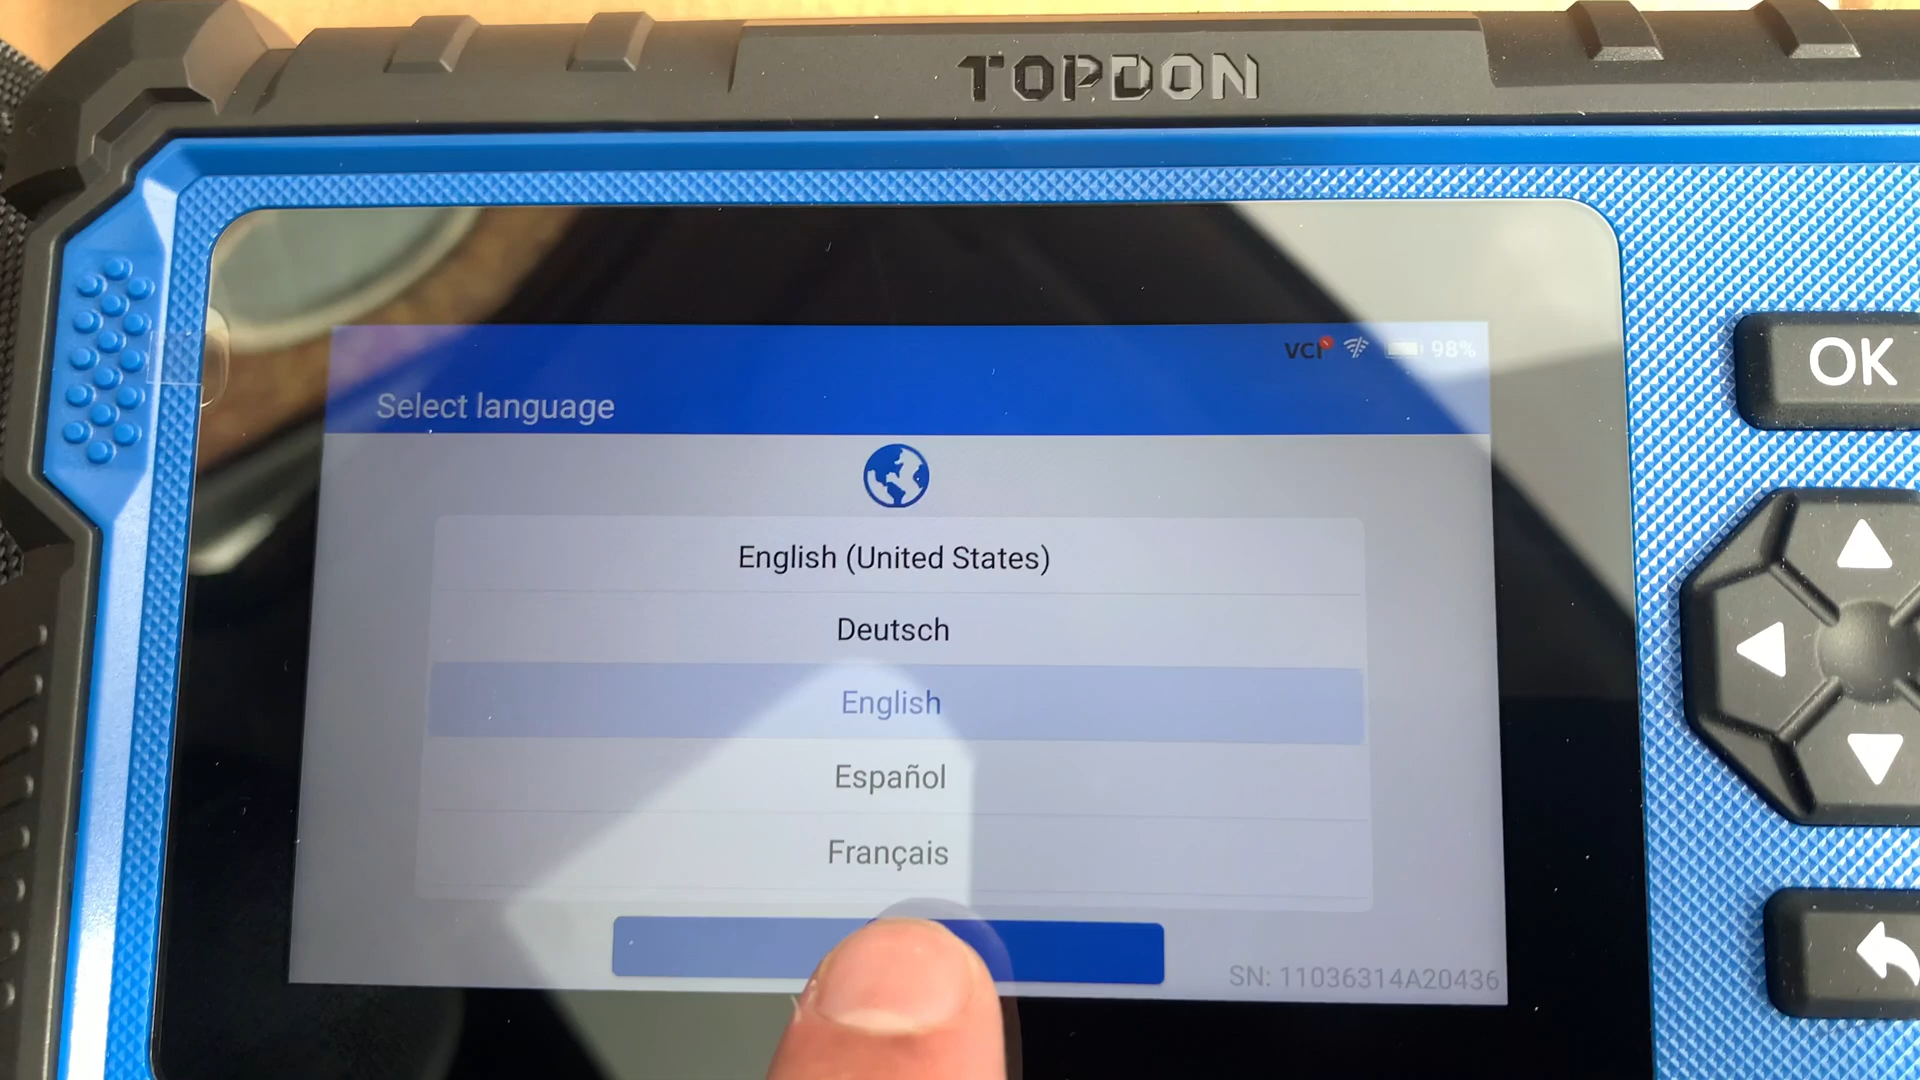 TOPDON
VCI 98%
Select language
OK
English (United States)
Deutsch
English
Español
Français
SN: 11036314A20436